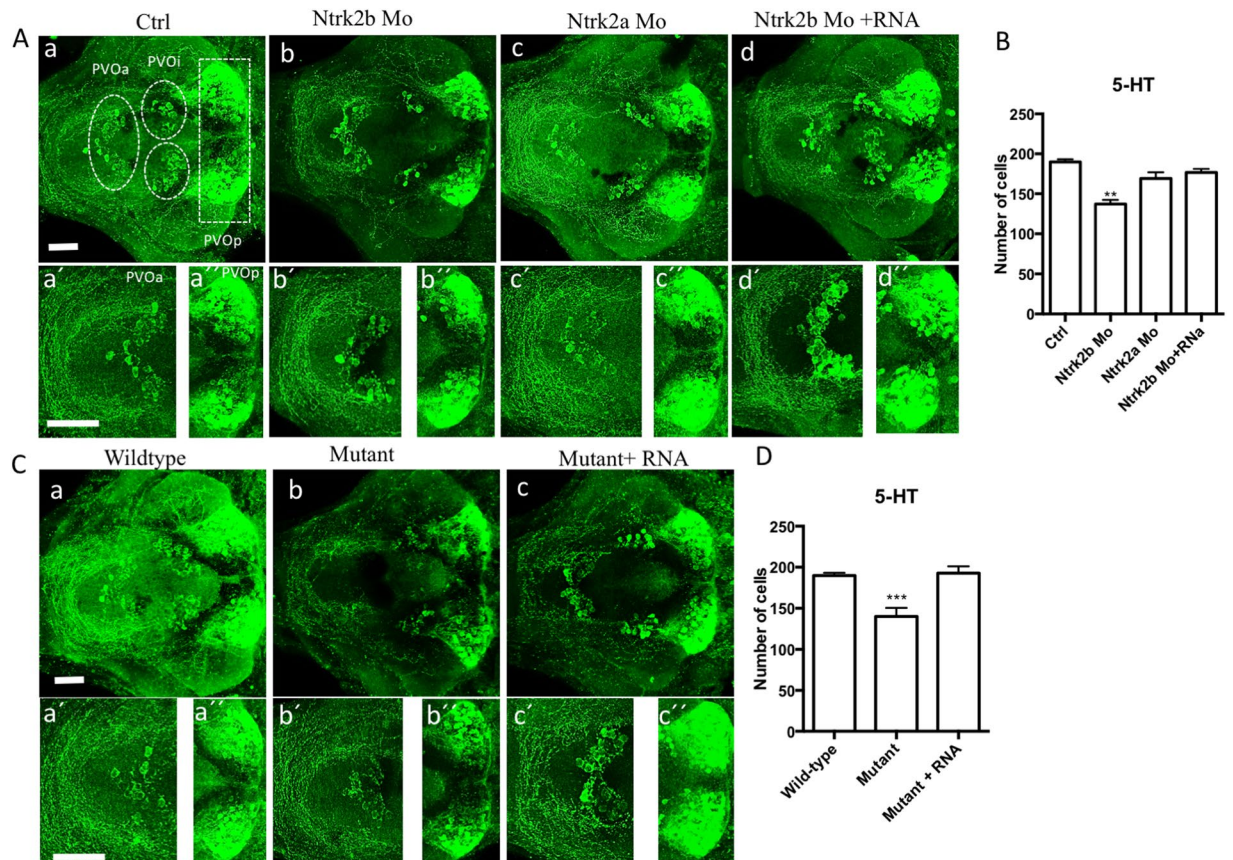 A
Ctrl
Ntrk2b Mo
Ntrk2a Mo
Ntrk2b Mo +RNA
a
PVOa
PVOi
PVOp
b
c
d
a´
PVOa
a´´
PVOp
b´
b´´
c´
c´´
d´
d´´
B
5-HT
Number of cells
250
200
150
100
50
0
**
Ctrl
Ntrk2b Mo
Ntrk2a Mo
Ntrk2b Mo+RNa
C
Wildtype
Mutant
Mutant+ RNA
a
b
c
a´
a´´
b´
b´´
c´
c´´
D
5-HT
Number of cells
250
200
150
100
50
0
***
Wild-type
Mutant
Mutant + RNA